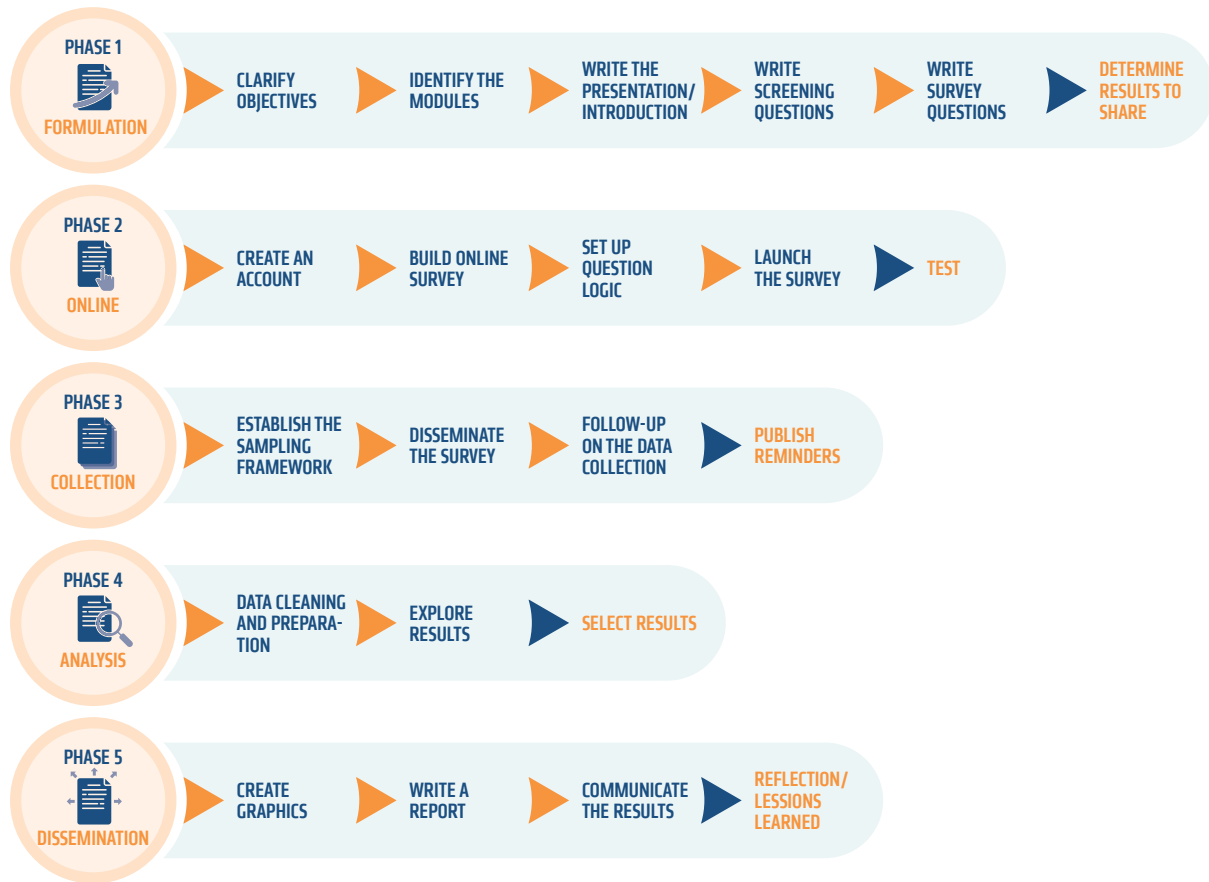 PHASE 1
FORMULATION
CLARIFY
OBJECTIVES
IDENTIFY THE
MODULES
WRITE THE
PRESENTATION/
INTRODUCTION
WRITE
SCREENING
QUESTIONS
WRITE
SURVEY
QUESTIONS
DETERMINE
RESULTS TO
SHARE
PHASE 2
ONLINE
CREATE AN
ACCOUNT
BUILD ONLINE
SURVEY
SET UP
QUESTION
LOGIC
LAUNCH
THE SURVEY
TEST
PHASE 3
COLLECTION
ESTABLISH THE
SAMPLING
FRAMEWORK
DISSEMINATE
THE SURVEY
FOLLOW-UP
ON THE DATA
COLLECTION
PUBLISH
REMINDERS
PHASE 4
ANALYSIS
DATA CLEANING
AND PREPARA-
TION
EXPLORE
RESULTS
SELECT RESULTS
PHASE 5
DISSEMINATION
CREATE
GRAPHICS
WRITE A
REPORT
COMMUNICATE
THE RESULTS
REFLECTION/
LESSIONS
LEARNED